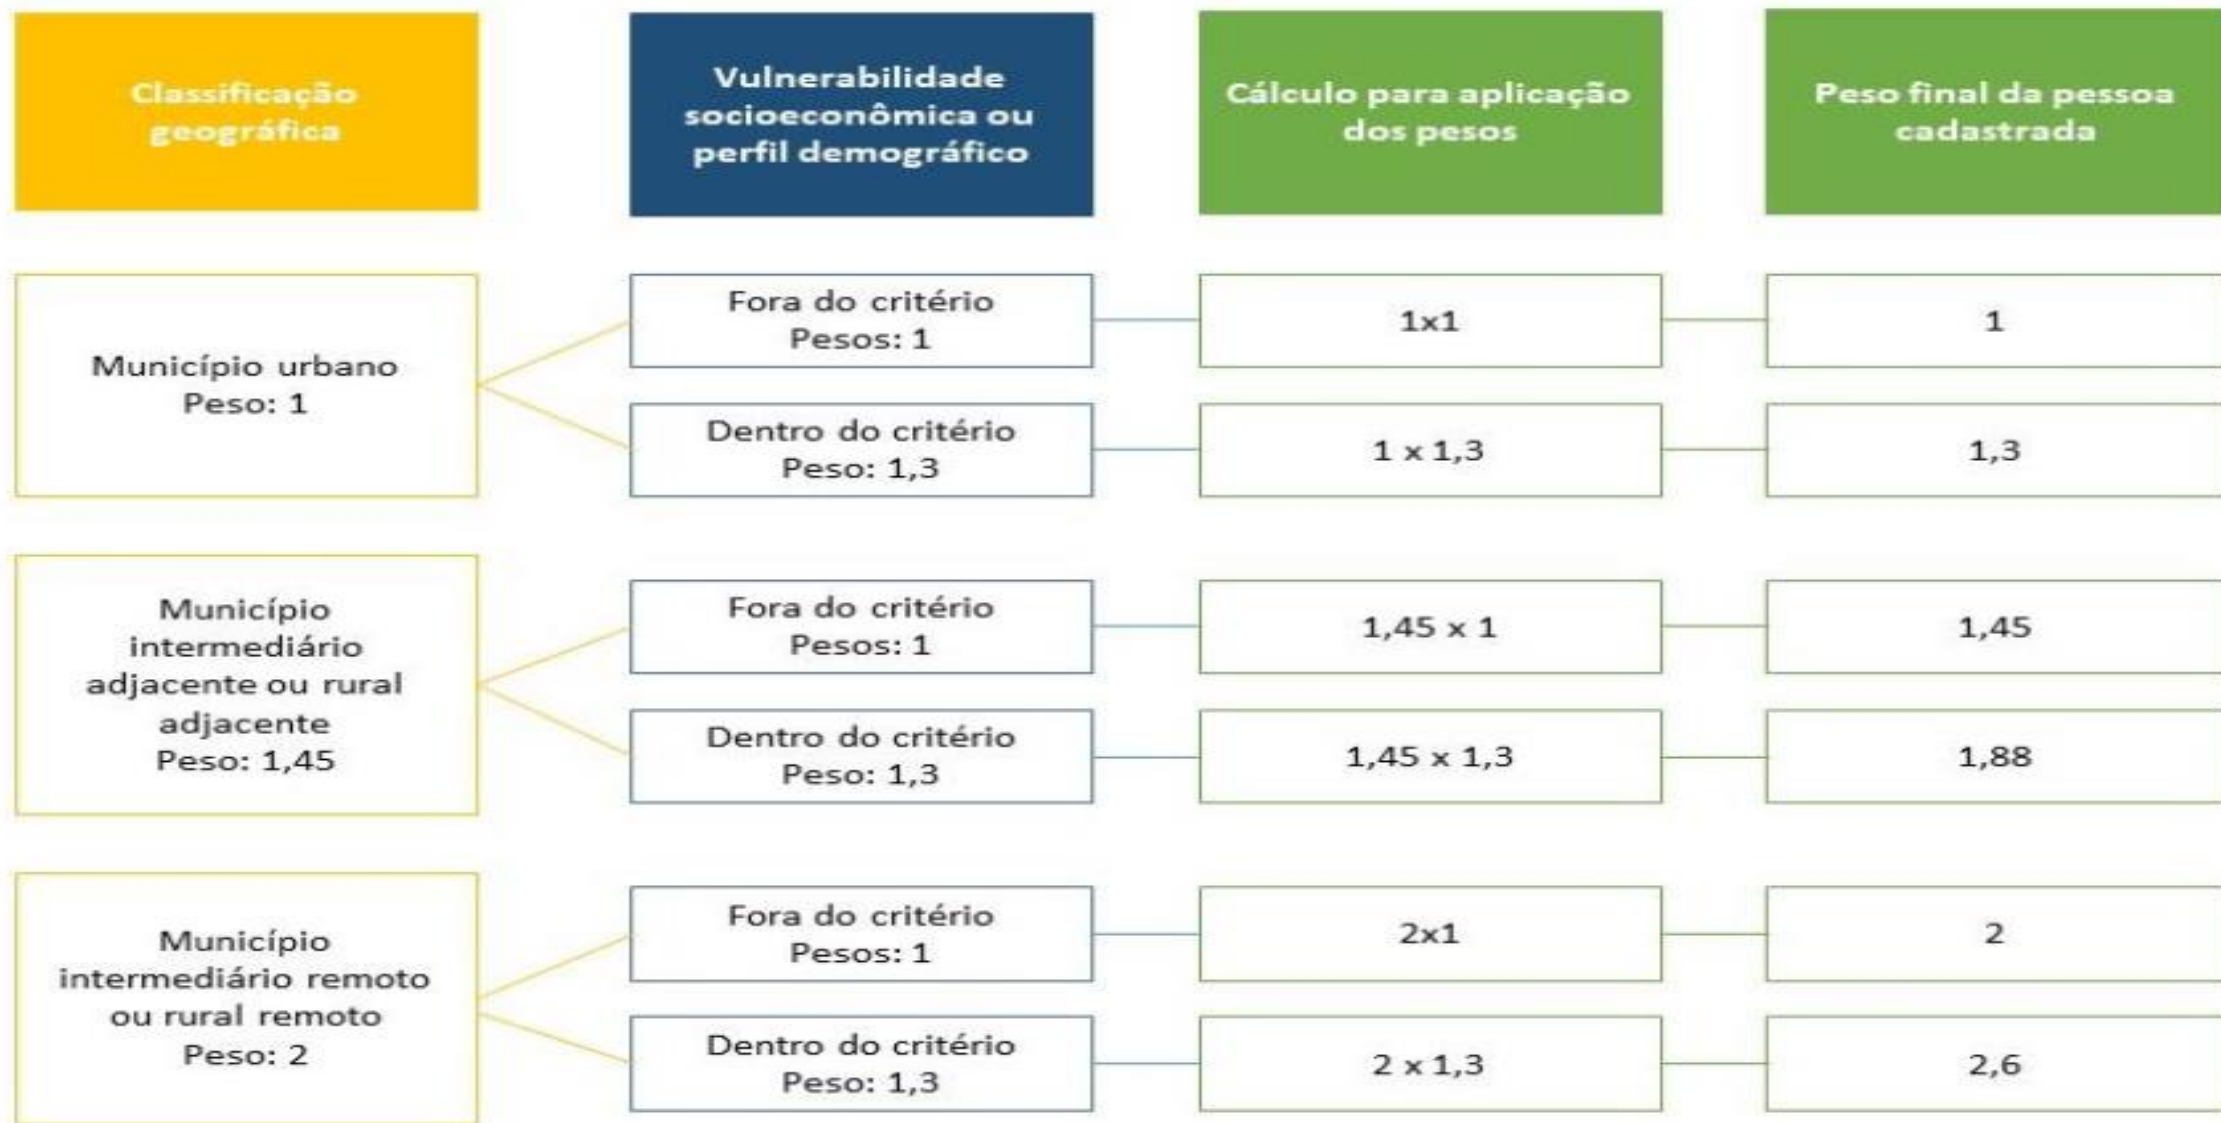 Classificação
geográfica
Vulnerabilidade
socioeconômica ou
perfil demográfico
Cálculo para aplicação
dos pesos
Peso final da pessoa
cadastrada
Município urbano
Peso: 1
Fora do critério
Pesos: 1
1x1
1
Dentro do critério
Peso: 1,3
1 x 1,3
1,3
Município
intermediário
adjacente ou rural
adjacente
Peso: 1,45
Fora do critério
Pesos: 1
1,45 x 1
1,45
Dentro do critério
Peso: 1,3
1,45 x 1,3
1,88
Município
intermediário remoto
ou rural remoto
Peso: 2
Fora do critério
Pesos: 1
2x1
2
Dentro do critério
Peso: 1,3
2 x 1,3
2,6